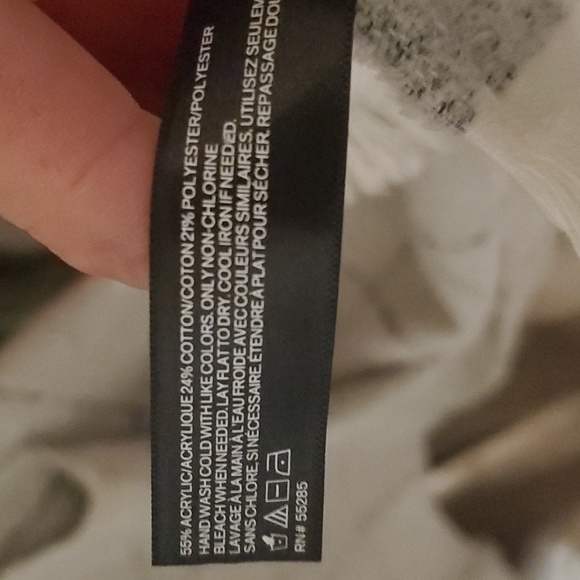 55% ACRYLIC/ACRYLIQUE 24% COTTON/COTON 21% POLYESTER/POLYESTER
HAND WASH COLD WITH LIKE COLORS. ONLY NON-CHLORINE
BLEACH WHEN NEEDED. LAY FLAT TO DRY. COOL IRON IF NEEDED.
LAVAGE À LA MAIN À L'EAU FROIDE AVEC COULEURS SIMILAIRES. UTILISEZ SEULEM
SANS CHLORE, SI NÉCESSAIRE. ÉTENDRE À PLAT POUR SÉCHER. REPASSAGE DOU
RN# 55285